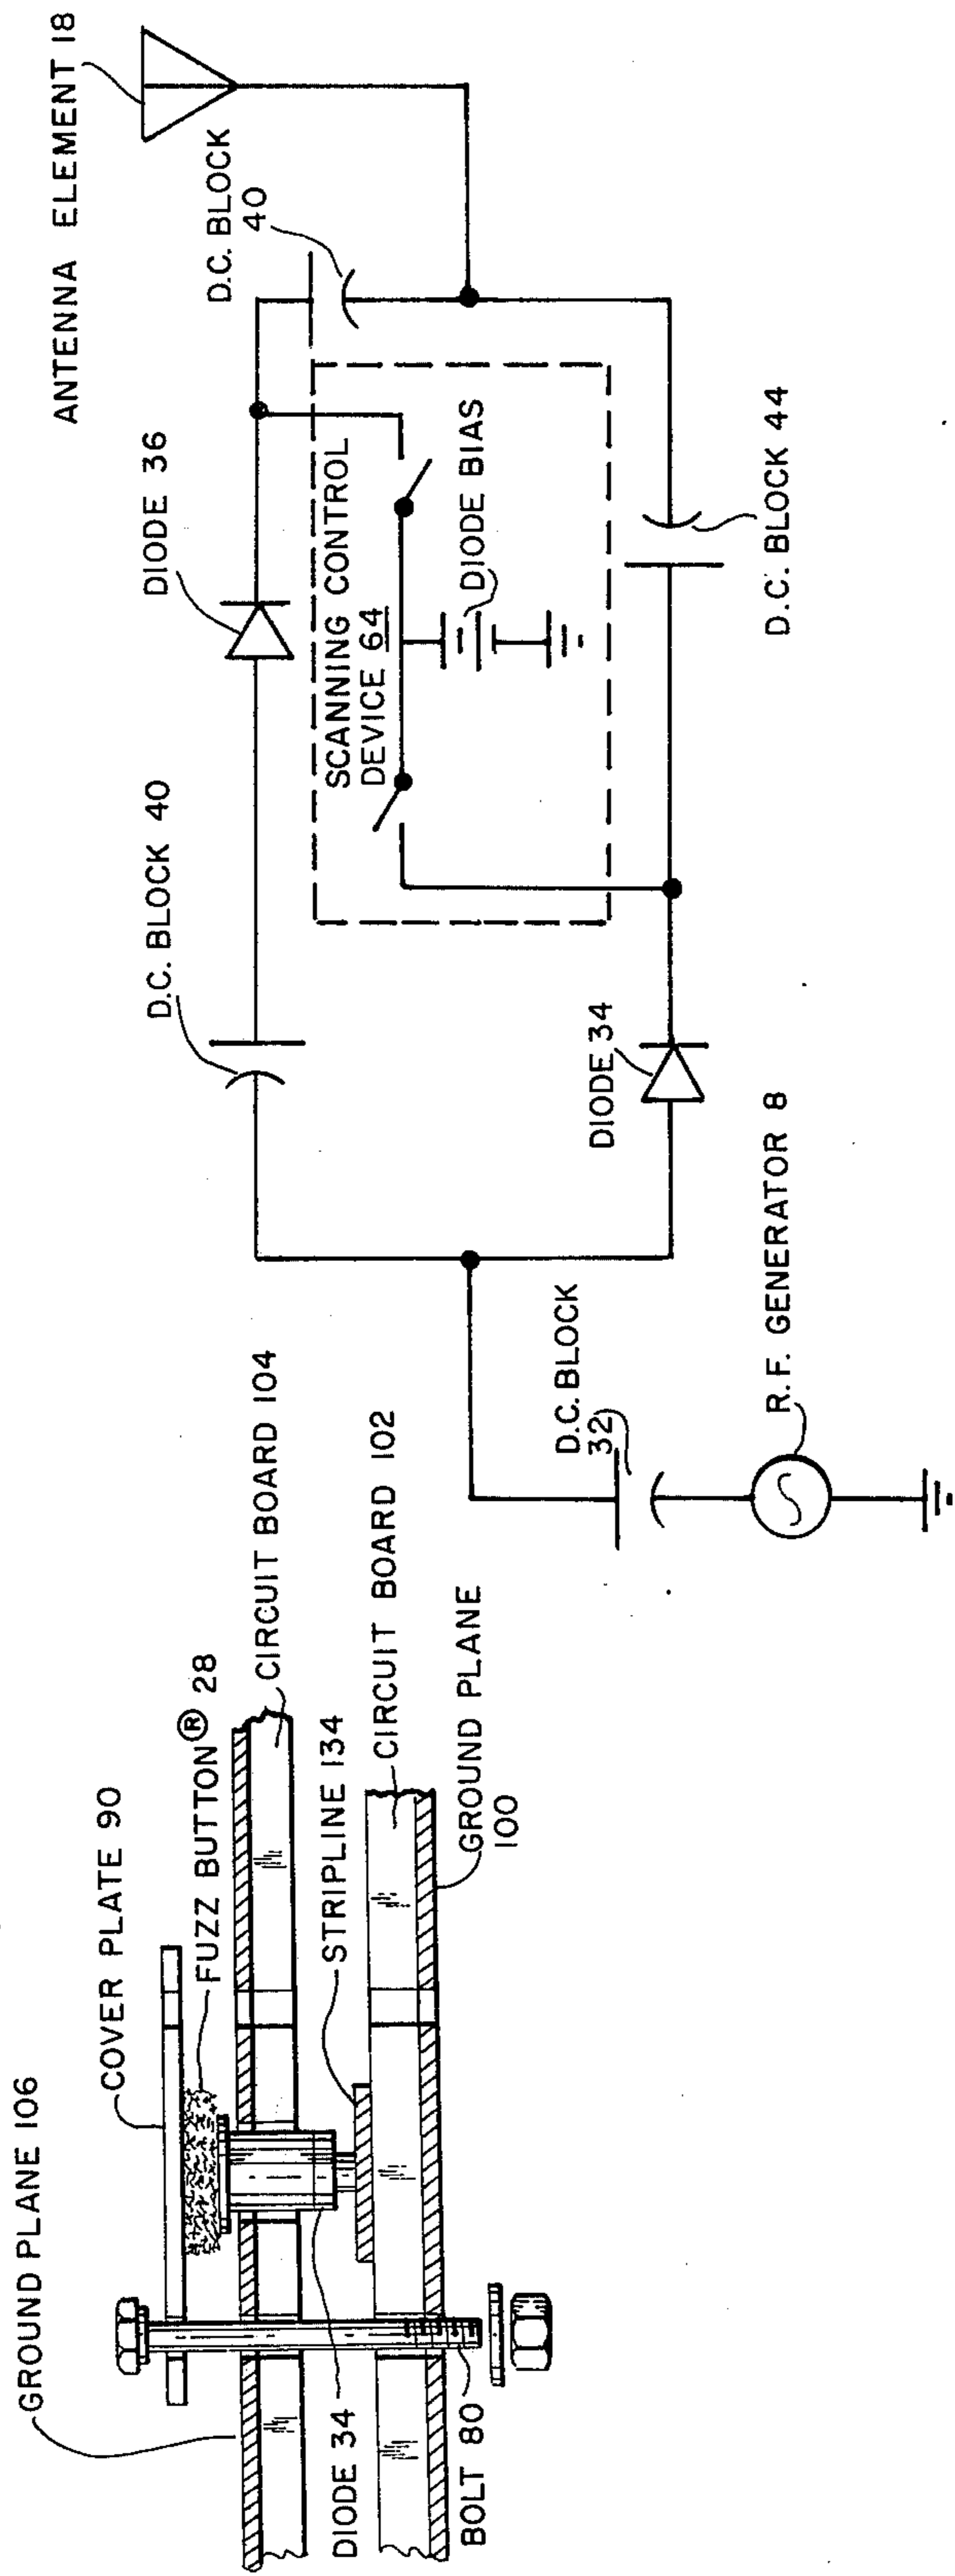 GROUND PLANE 106
COVER PLATE 90
FUZZ BUTTON® 28
CIRCUIT BOARD 104
STRIPLINE 134
CIRCUIT BOARD 102
GROUND PLANE
100
DIODE 34
BOLT 80
ANTENNA ELEMENT 18
D.C. BLOCK
40
DIODE 36
D.C. BLOCK 40
SCANNING CONTROL
DEVICE 64
DIODE BIAS
D.C. BLOCK 44
DIODE 34
D.C. BLOCK
32
R.F. GENERATOR 8